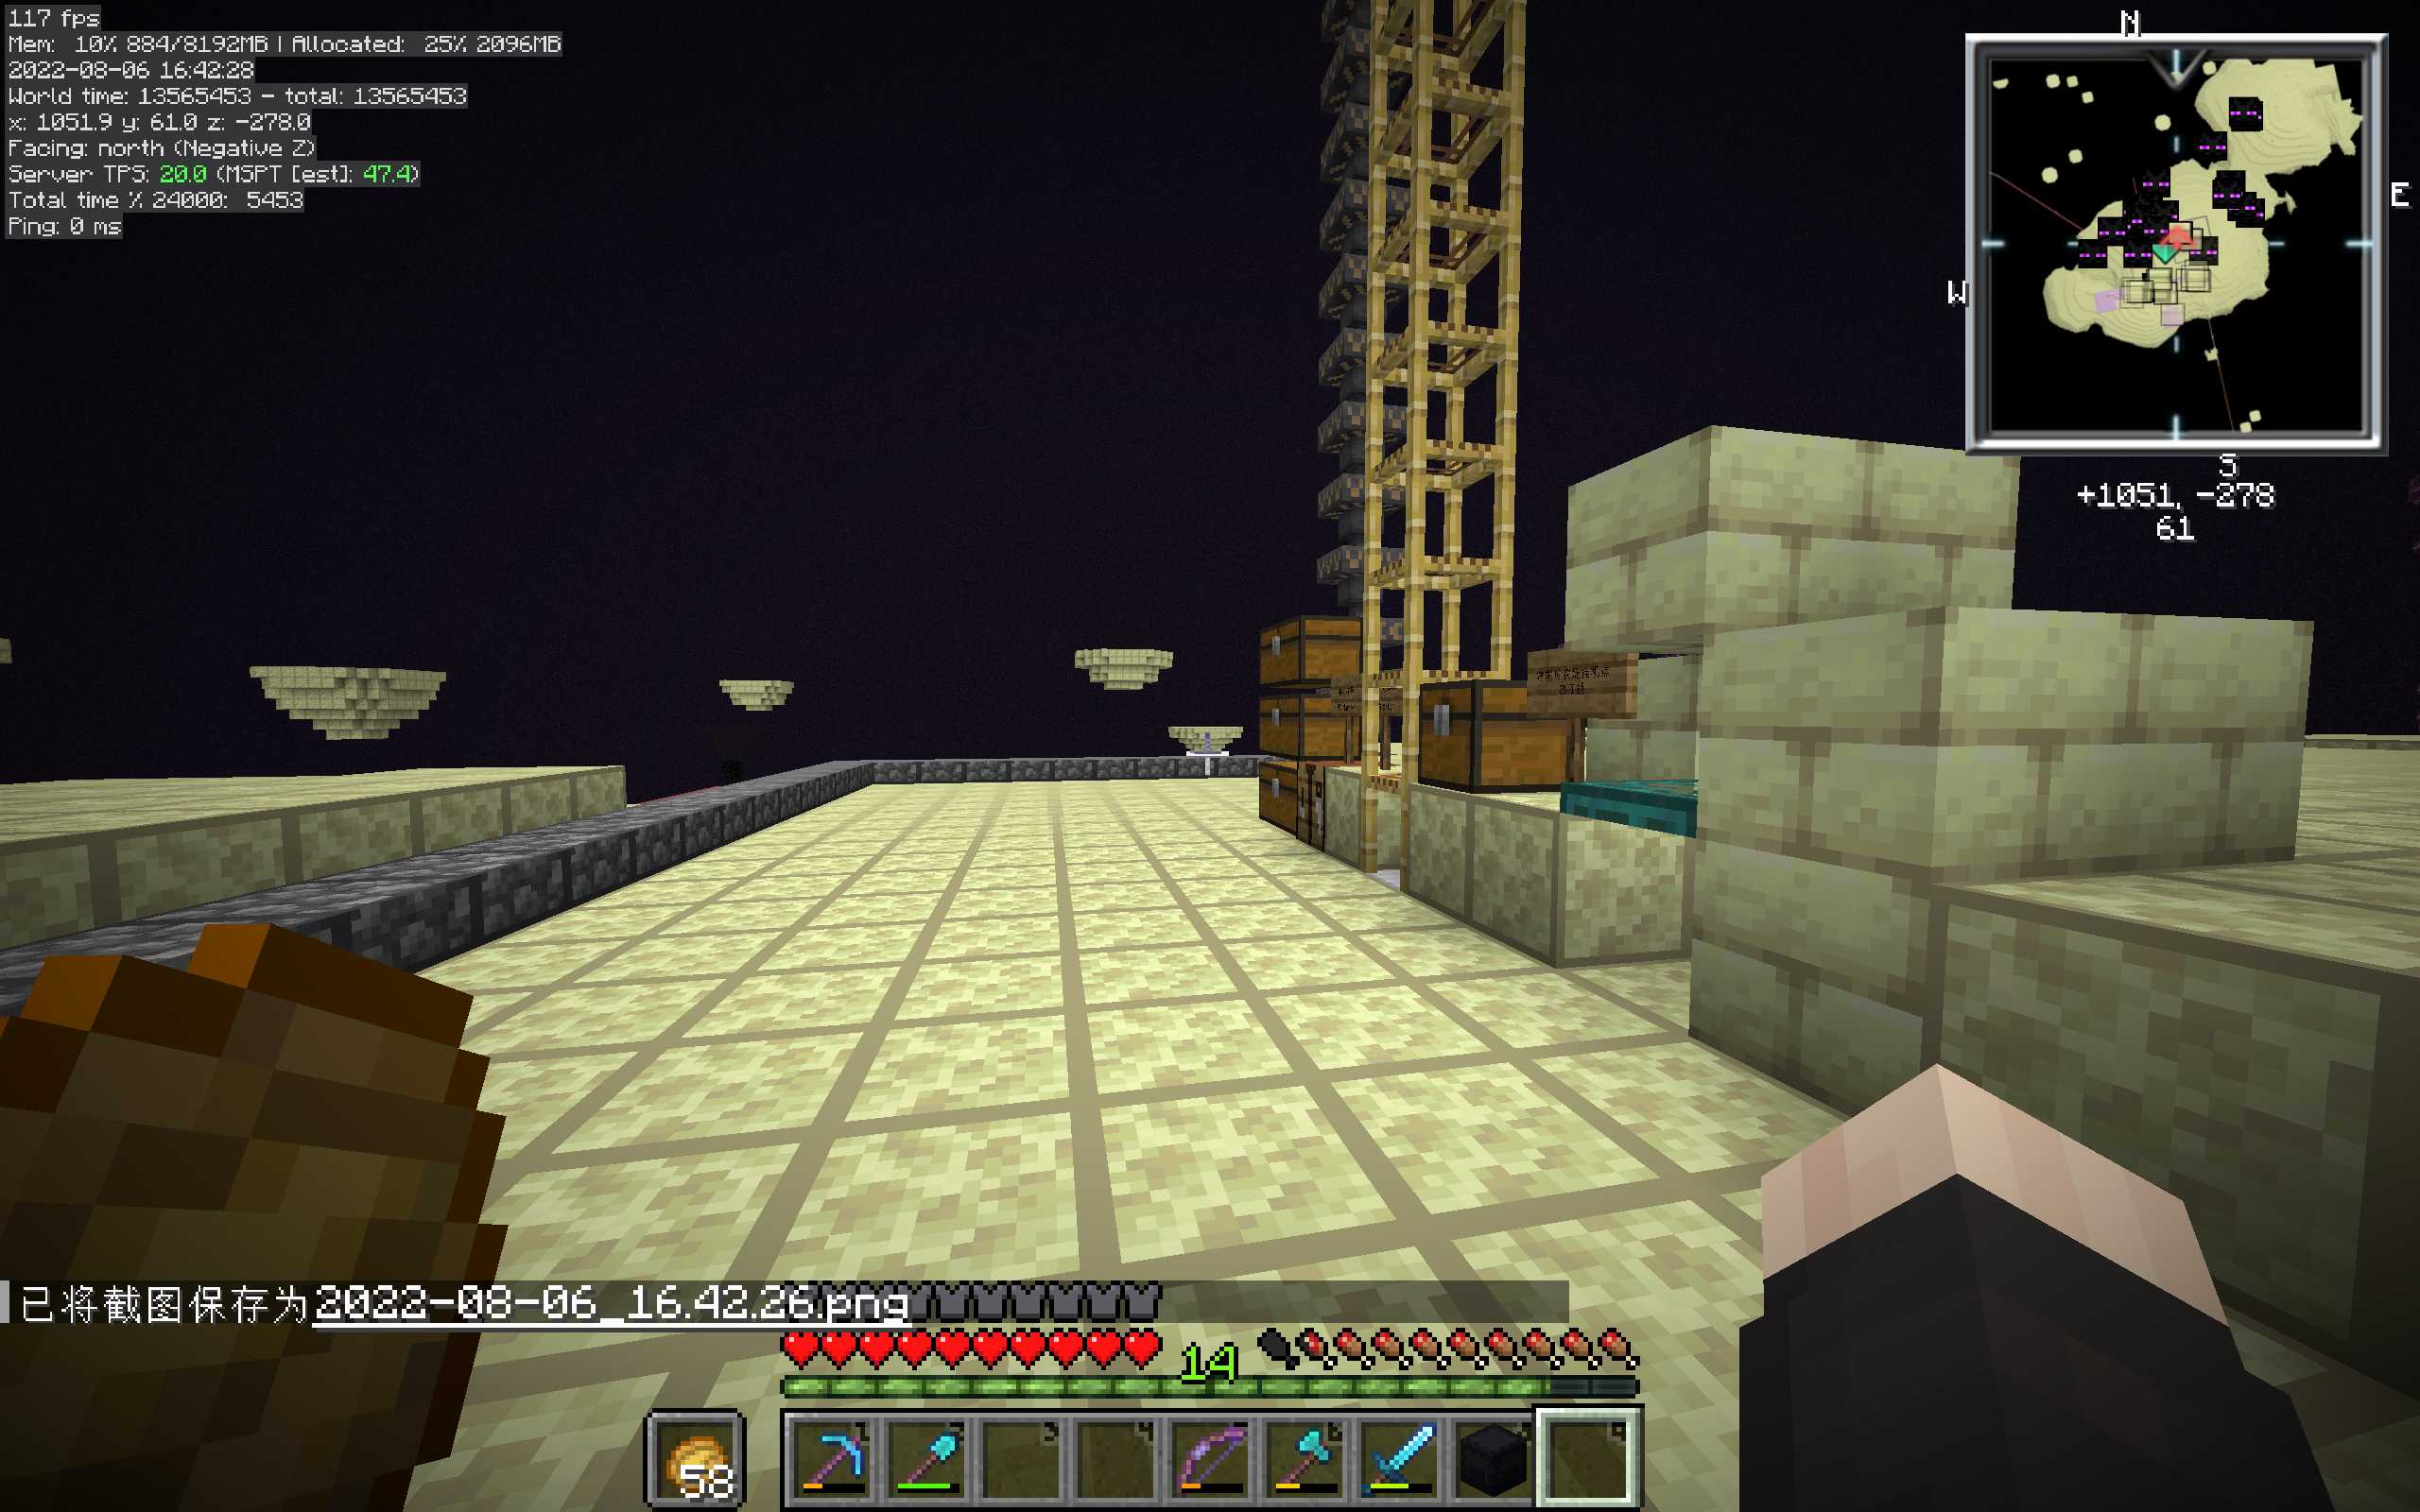 117 fps
Mem: 10% 884/8192MB | Allocated: 25% 2096MB
2022-08-06 16:42:28
World time: 13565453 - total: 13565453
x: 1051.9 y: 61.0 z: -278.0
Facing: north (Negative Z)
Server TPS: 20.0 (MSPT [est]: 47.4)
Total time % 24000: 5453
Ping: 0 ms
N
E
W
S
+1051, -278
61
已将截图保存为2022-08-06_16.42.26.png
14
58